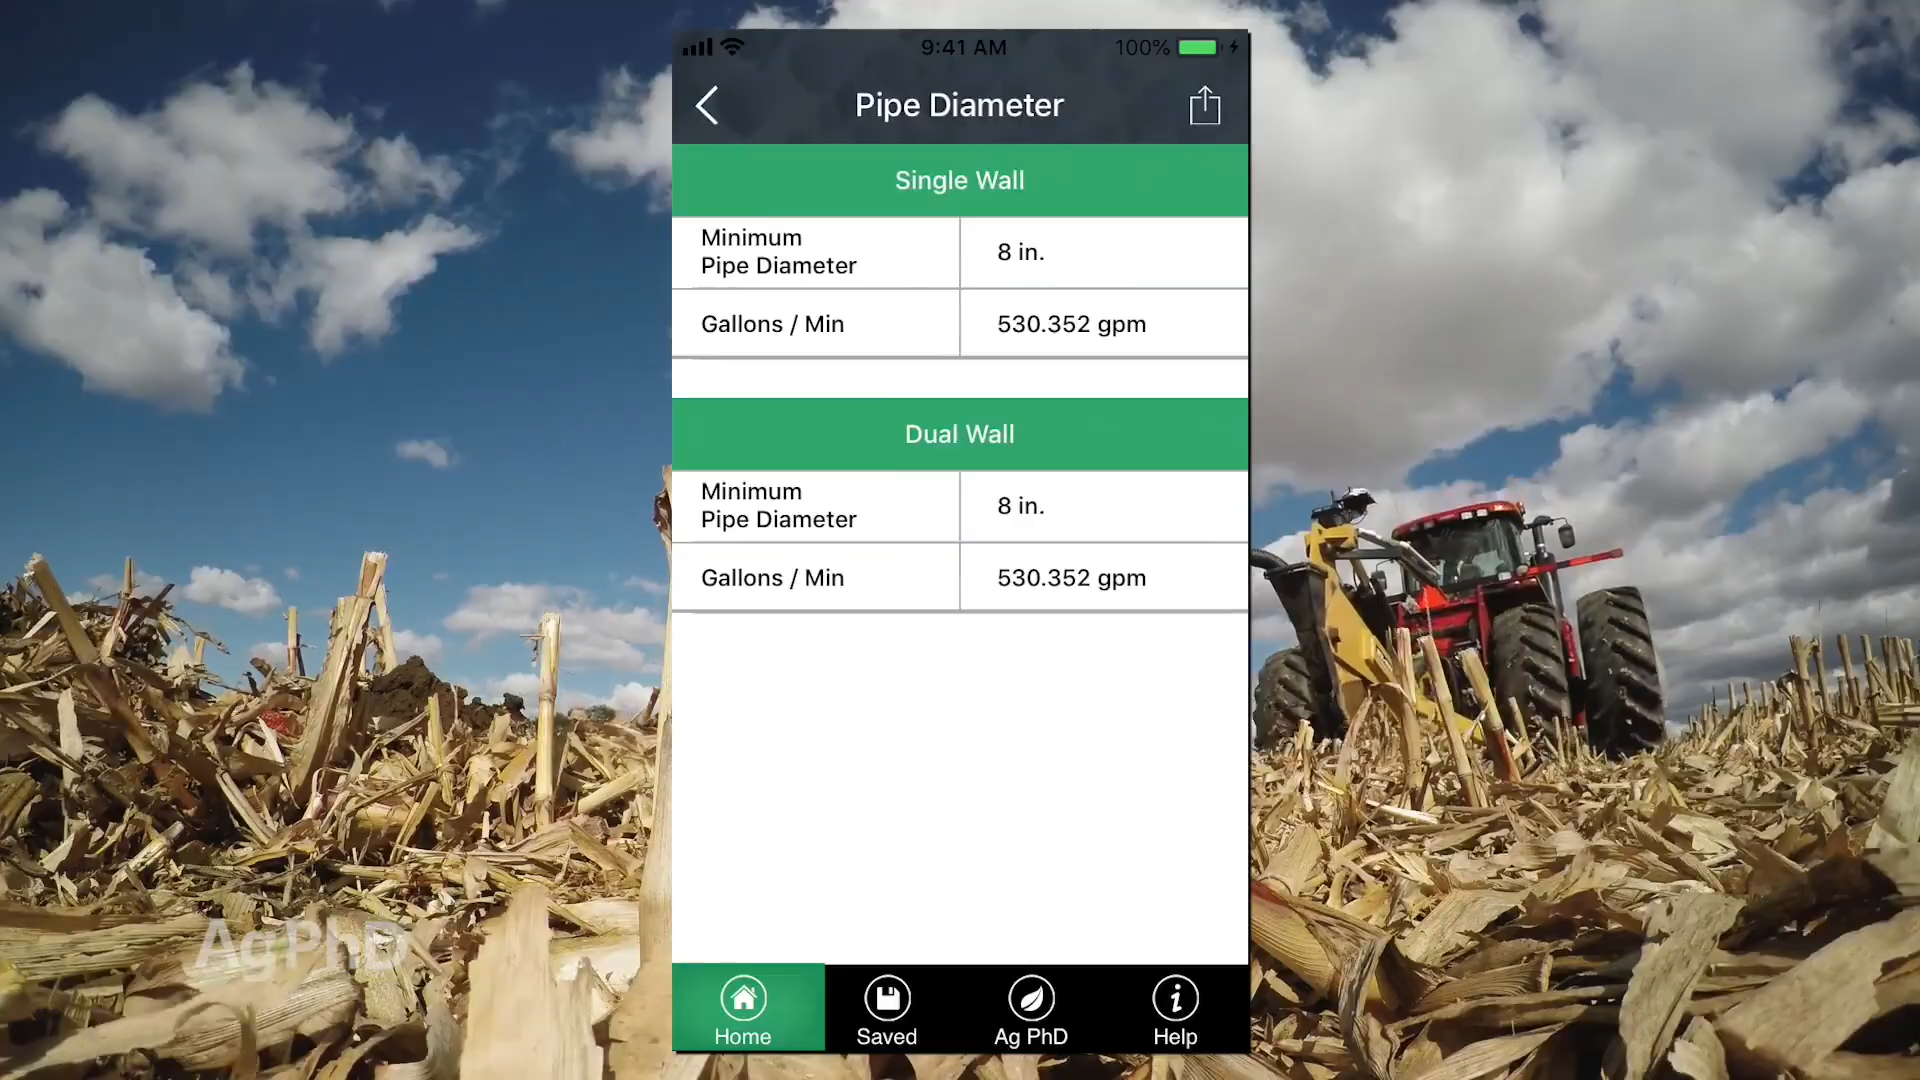 9:41 AM
100%
Pipe Diameter
Single Wall
Minimum
Pipe Diameter
8 in.
Gallons / Min
530.352 gpm
Dual Wall
Minimum
Pipe Diameter
8 in.
Gallons / Min
530.352 gpm
AgPhD
Home
Saved
Ag PhD
Help